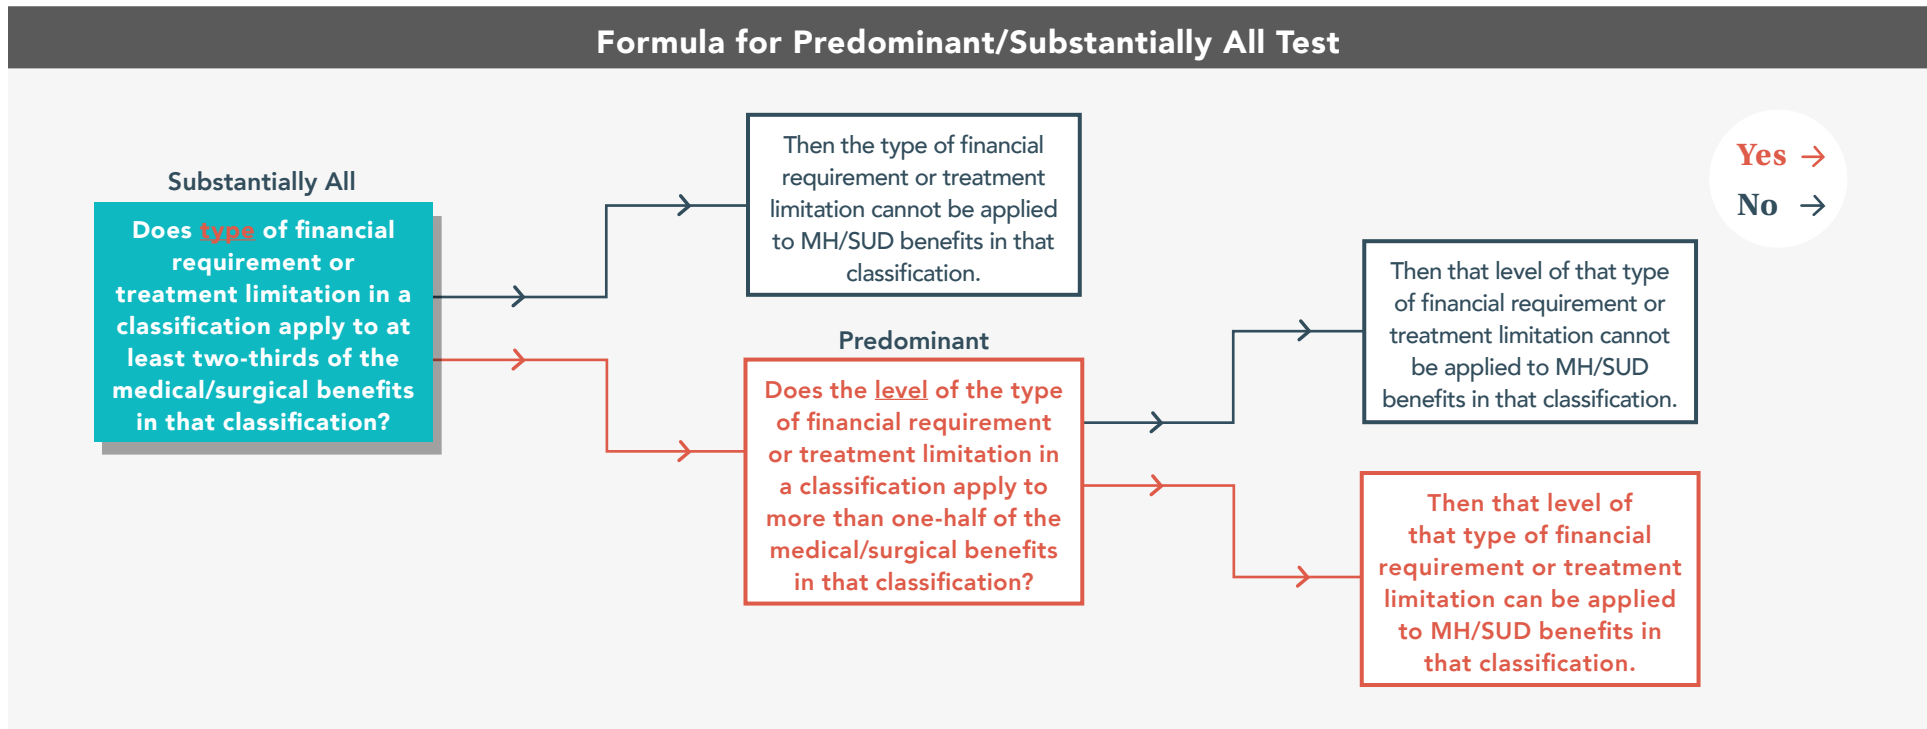 Formula for Predominant/Substantially All Test
Substantially All
Does type of financial
requirement or
treatment limitation in a
classification apply to at
least two-thirds of the
medical/surgical benefits
in that classification?
Then the type of financial
requirement or treatment
limitation cannot be applied
to MH/SUD benefits in that
classification.
Predominant
Does the level of the type
of financial requirement
or treatment limitation in
a classification apply to
more than one-half of the
medical/surgical benefits
in that classification?
Then that level of that type
of financial requirement or
treatment limitation cannot
be applied to MH/SUD
benefits in that classification.
Then that level of
that type of financial
requirement or treatment
limitation can be applied
to MH/SUD benefits in
that classification.
Yes →
No →